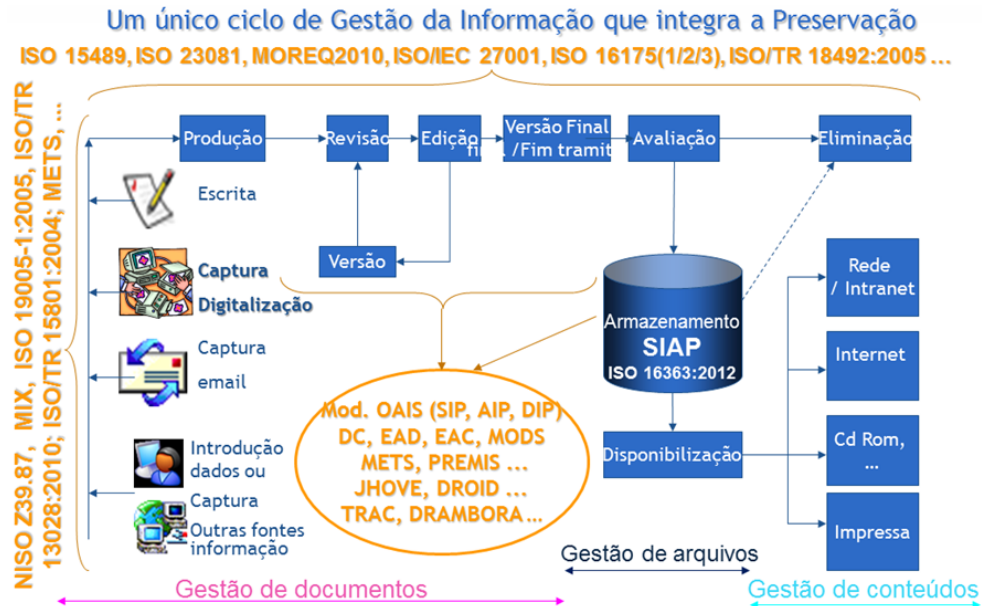 Um único ciclo de Gestão da Informação que integra a Preservação
ISO 15489, ISO 23081, MOREQ2010, ISO/IEC 27001, ISO 16175(1/2/3), ISO/TR 18492:2005 ...
NISO Z39.87, MIX, ISO 19005-1:2005, ISO/TR
13028:2010; ISO/TR 15801:2004; METS, ...
Produção
Revisão
Edição
Versão Final
/Fim tramit
Avaliação
Eliminação
Escrita
Versão
Captura
Digitalização
Captura
email
Introdução
dados ou
Captura
Outras fontes
informação
Mod. OAIS (SIP, AIP, DIP)
DC, EAD, EAC, MODS
METS, PREMIS ...
JHOVE, DROID ...
TRAC, DRAMBORA ...
Armazenamento
SIAP
ISO 16363:2012
Disponibilização
Rede
/ Intranet
Internet
Cd Rom,
...
Impressa
Gestão de documentos
Gestão de arquivos
Gestão de conteúdos